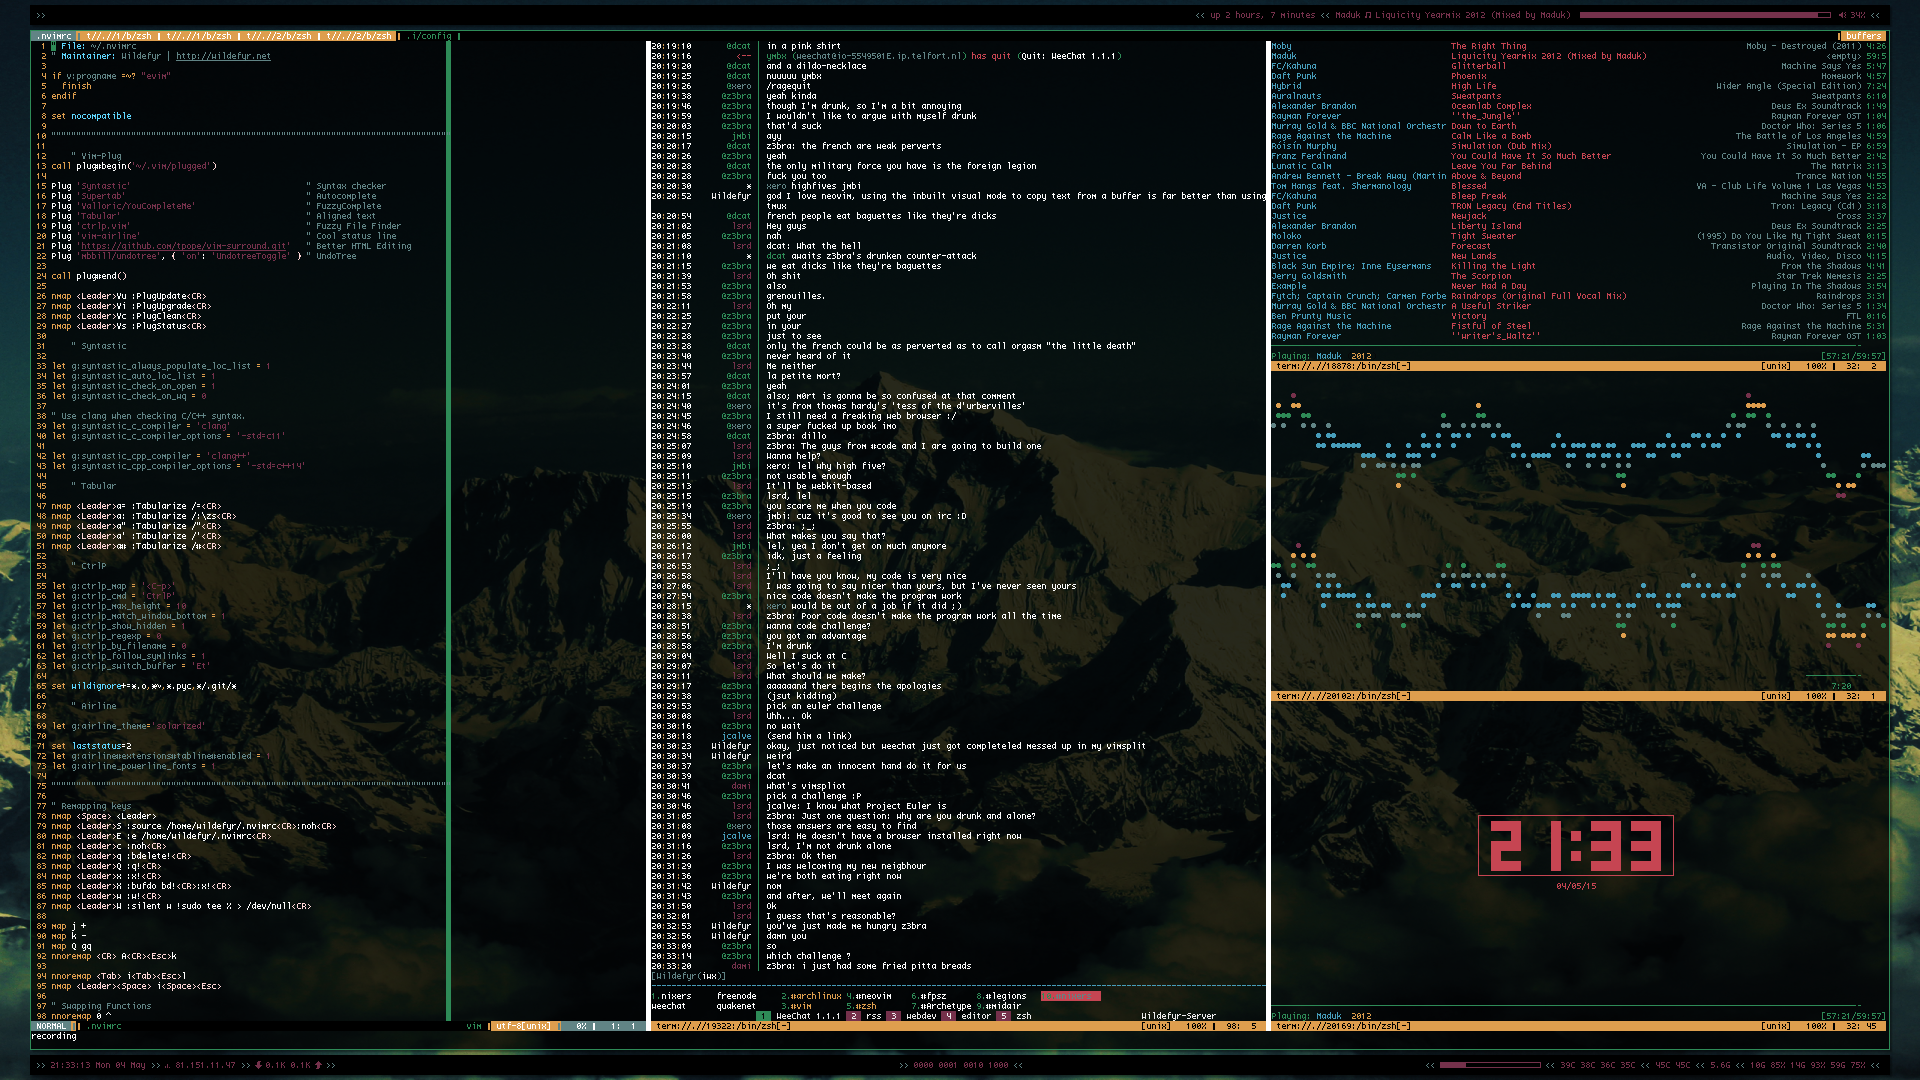 >>
<< up 2 hours, 7 minutes << Maduk ♫ Liquicity Yearmix 2012 (Mixed by Maduk)
34% <<
.nvimrc | t//.//1/b/zsh | t//.//1/b/zsh | t//.//2/b/zsh | t//.//2/b/zsh | .i/config |
buffers
1 " File: ~/.nvimrc
2 " Maintainer: Wildefyr | http://wildefyr.net
3
4 if v:progname =~? "evim"
5   finish
6 endif
7
8 set nocompatible
9
10
11
12    " Vim-Plug
13 call plug#begin('~/.vim/plugged')
14
15 Plug 'Syntastic' " Syntax checker
16 Plug 'Supertab' " Autocomplete
17 Plug 'Valloric/YouCompleteMe' " FuzzyComplete
18 Plug 'Tabular' " Aligned text
19 Plug 'ctrlp.vim' " Fuzzy File Finder
20 Plug 'vim-airline' " Cool status line
21 Plug 'https://github.com/tpope/vim-surround.git' " Better HTML Editing
22 Plug 'mbbill/undotree', { 'on': 'UndotreeToggle' } " UndoTree
23
24 call plug#end()
25
26 nmap <Leader>Vu :PlugUpdate<CR>
27 nmap <Leader>Vi :PlugUpgrade<CR>
28 nmap <Leader>Vc :PlugClean<CR>
29 nmap <Leader>Vs :PlugStatus<CR>
30
31    " Syntastic
32
33 let g:syntastic_always_populate_loc_list = 1
34 let g:syntastic_auto_loc_list = 1
35 let g:syntastic_check_on_open = 1
36 let g:syntastic_check_on_wq = 0
37
38 " Use clang when checking C/C++ syntax.
39 let g:syntastic_c_compiler = 'clang'
40 let g:syntastic_c_compiler_options = '-std=c11'
41
42 let g:syntastic_cpp_compiler = 'clang++'
43 let g:syntastic_cpp_compiler_options = '-std=c++14'
44
45    " Tabular
46
47 nmap <Leader>a= :Tabularize /=<CR>
48 nmap <Leader>a: :Tabularize /:\zs<CR>
49 nmap <Leader>a" :Tabularize /"<CR>
50 nmap <Leader>a' :Tabularize /'<CR>
51 nmap <Leader>a# :Tabularize /#<CR>
52
53    " CtrlP
54
55 let g:ctrlp_map = '<C-p>'
56 let g:ctrlp_cmd = 'CtrlP'
57 let g:ctrlp_max_height = 10
58 let g:ctrlp_match_window_bottom = 1
59 let g:ctrlp_show_hidden = 1
60 let g:ctrlp_regexp = 0
61 let g:ctrlp_by_filename = 0
62 let g:ctrlp_follow_symlinks = 1
63 let g:ctrlp_switch_buffer = 'Et'
64
65 set wildignore+=*.o,*~,*.pyc,*/.git/*
66
67    " Airline
68
69 let g:airline_theme='solarized'
70
71 set laststatus=2
72 let g:airline#extensions#tabline#enabled = 1
73 let g:airline_powerline_fonts = 1
74
75
76
77 " Remapping keys
78 nmap <Space> <Leader>
79 nmap <Leader>S :source /home/wildefyr/.nvimrc<CR>:noh<CR>
80 nmap <Leader>E :e /home/wildefyr/.nvimrc<CR>
81 nmap <Leader>c :noh<CR>
82 nmap <Leader>q :bdelete!<CR>
83 nmap <Leader>Q :q!<CR>
84 nmap <Leader>x :x!<CR>
85 nmap <Leader>X :bufdo bd!<CR>:x!<CR>
86 nmap <Leader>w :w!<CR>
87 nmap <Leader>W :silent w !sudo tee % > /dev/null<CR>
88
89 map j +
90 map k -
91 map Q gq
92 nnoremap <CR> A<CR><Esc>k
93
94 nmap <Tab> i<Tab><Esc>l
95 nmap <Leader><Space> i<Space><Esc>
96
97 " Swapping Functions
98 nnoremap 0 ^
NORMAL | .nvimrc vim | utf-8[unix] 0% | 1: 1
recording
20:19:10 @dcat in a pink shirt
20:19:16 <-- ymbx (weechat@io-5549501E.ip.telfort.nl) has quit (Quit: WeeChat 1.1.1)
20:19:20 @dcat and a dildo-necklace
20:19:25 @dcat nuuuuu ymbx
20:19:26 @xero /ragequit
20:19:38 @z3bra yeah kinda
20:19:46 @z3bra though I'm drunk, so I'm a bit annoying
20:19:59 @z3bra I wouldn't like to argue with myself drunk
20:20:03 @z3bra that'd suck
20:20:15 jmbi ayy
20:20:17 @dcat z3bra: the french are weak perverts
20:20:26 @z3bra yeah
20:20:28 @dcat the only military force you have is the foreign legion
20:20:28 @z3bra fuck you too
20:20:30 * xero highfives jmbi
20:20:52 Wildefyr god I love neovim, using the inbuilt visual mode to copy text from a buffer is far better than using
tmux
20:20:54 @dcat french people eat baguettes like they're dicks
20:21:02 lsrd Hey guys
20:21:05 @z3bra nah
20:21:08 lsrd dcat: What the hell
20:21:10 * dcat awaits z3bra's drunken counter-attack
20:21:15 @z3bra we eat dicks like they're baguettes
20:21:39 lsrd Oh shit
20:21:53 @z3bra also
20:21:58 @z3bra grenouilles.
20:22:11 lsrd Oh my
20:22:25 @z3bra put your
20:22:27 @z3bra in your
20:22:28 @z3bra just to see
20:23:28 @dcat only the french could be as perverted as to call orgasm "the little death"
20:23:40 @z3bra never heard of it
20:23:44 lsrd Me neither
20:23:57 @dcat la petite mort?
20:24:01 @z3bra yeah
20:24:15 @dcat also; m0rt is gonna be so confused at that comment
20:24:40 @xero it's from thomas hardy's 'tess of the d'urbervilles'
20:24:45 @z3bra I still need a freaking web browser :/
20:24:46 @xero a super fucked up book imo
20:24:58 @dcat z3bra: dillo
20:25:07 lsrd z3bra: The guys from #code and I are going to build one
20:25:09 lsrd Wanna help?
20:25:10 jmbi xero: lel why high five?
20:25:11 @z3bra not usable enough
20:25:13 lsrd It'll be webkit-based
20:25:15 @z3bra lsrd, lel
20:25:19 @z3bra you scare me when you code
20:25:34 @xero jmbi: cuz it's good to see you on irc :D
20:25:55 lsrd z3bra: ;_;
20:26:00 lsrd What makes you say that?
20:26:12 jmbi lel, yea I don't get on much anymore
20:26:17 @z3bra idk, just a feeling
20:26:53 lsrd ;_;
20:26:58 lsrd I'll have you know, my code is very nice
20:27:06 lsrd I was going to say nicer than yours, but I've never seen yours
20:27:54 @z3bra nice code doesn't make the program work
20:28:15 * xero would be out of a job if it did ;)
20:28:38 lsrd z3bra: Poor code doesn't make the program work all the time
20:28:51 @z3bra wanna code challenge?
20:28:56 @z3bra you got an advantage
20:28:58 @z3bra I'm drunk
20:29:04 lsrd Well I suck at C
20:29:07 lsrd So let's do it
20:29:11 lsrd What should we make?
20:29:17 @z3bra aaaaaand there begins the apologies
20:29:38 @z3bra (jsut kidding)
20:29:53 @z3bra pick an euler challenge
20:30:08 lsrd Uhh... Ok
20:30:16 @z3bra no wait
20:30:18 jcalve (send him a link)
20:30:23 Wildefyr okay, just noticed but weechat just got completeled messed up in my vimsplit
20:30:34 Wildefyr weird
20:30:37 @z3bra let's make an innocent hand do it for us
20:30:39 @z3bra dcat
20:30:41 dami what's vimspliot
20:30:46 @z3bra pick a challenge :P
20:30:46 lsrd jcalve: I know what Project Euler is
20:31:05 lsrd z3bra: Just one question: why are you drunk and alone?
20:31:08 @xero those answers are easy to find
20:31:09 jcalve lsrd: He doesn't have a browser installed right now
20:31:16 @z3bra lsrd, I'm not drunk alone
20:31:26 lsrd z3bra: Ok then
20:31:29 @z3bra I was welcoming my new neigbhour
20:31:36 @z3bra we're both eating right now
20:31:42 Wildefyr nom
20:31:43 @z3bra and after, we'll meet again
20:31:50 lsrd Ok
20:32:01 lsrd I guess that's reasonable?
20:32:53 Wildefyr you've just made me hungry z3bra
20:32:56 Wildefyr damn you
20:33:09 @z3bra so
20:33:14 @z3bra which challenge ?
20:33:20 dami z3bra: i just had some fried pitta breads
[Wildefyr(iwx)]
1.nixers freenode 2.#archlinux 4.#neovim 6.#fpsz 8.#legions
weechat quakenet 3.#vim 5.#zsh 7.#Archetype 9.#midair
1 WeeChat 1.1.1 2 rss 3 webdev 4 editor 5 zsh Wildefyr-Server
term://.//19322:/bin/zsh[-] [unix] 100% | 98: 5
Moby The Right Thing Moby - Destroyed (2011) 4:26
Maduk Liquicity Yearmix 2012 (Mixed by Maduk) <empty> 59:5
FC/Kahuna Glitterball Machine Says Yes 5:47
Daft Punk Phoenix Homework 4:57
Hybrid High Life Wider Angle (Special Edition) 7:24
Auralnauts Sweatpants Sweatpants 6:10
Alexander Brandon Oceanlab Complex Deus Ex Soundtrack 1:49
Rayman Forever ''the_Jungle'' Rayman Forever OST 1:04
Murray Gold & BBC National Orchestr Down to Earth Doctor Who: Series 5 1:06
Rage Against the Machine Calm Like a Bomb The Battle of Los Angeles 4:59
Róisín Murphy Simulation (Dub Mix) Simulation - EP 6:59
Franz Ferdinand You Could Have It So Much Better You Could Have It So Much Better 2:42
Lunatic Calm Leave You Far Behind The Matrix 3:13
Andrew Bennett - Break Away (Martin Above & Beyond Trance Nation 4:55
Tom Hangs feat. Shermanology Blessed VA - Club Life Volume 1 Las Vegas 4:53
FC/Kahuna Bleep Freak Machine Says Yes 2:22
Daft Punk TRON Legacy (End Titles) Tron: Legacy (Cd1) 3:18
Justice Newjack Cross 3:37
Alexander Brandon Liberty Island Deus Ex Soundtrack 2:25
Moloko Tight Sweater (1995) Do You Like My Tight Sweat 0:15
Darren Korb Forecast Transistor Original Soundtrack 2:40
Justice New Lands Audio, Video, Disco 4:15
Black Sun Empire; Inne Eysermans Killing the Light From the Shadows 4:41
Jerry Goldsmith The Scorpion Star Trek Nemesis 2:25
Example Never Had A Day Playing In The Shadows 3:54
Fytch; Captain Crunch; Carmen Forbe Raindrops (Original Full Vocal Mix) Raindrops 3:31
Murray Gold & BBC National Orchestr A Useful Striker Doctor Who: Series 5 1:34
Ben Prunty Music Victory FTL 0:16
Rage Against the Machine Fistful of Steel Rage Against the Machine 5:31
Rayman Forever ''Writer's_Waltz'' Rayman Forever OST 1:03
Playing: Maduk 2012 [57:21/59:57]
term://.//18878:/bin/zsh[-] [unix] 100% | 32: 2
7:20
term://.//20102:/bin/zsh[-] [unix] 100% | 32: 1
21:33
04/05/15
Playing: Maduk 2012 [57:21/59:57]
term://.//20169:/bin/zsh[-] [unix] 100% | 32: 45
>> 21:33:13 Mon 04 May >> 81.151.11.47 >> 0.1K 0.1K >>
>> 0000 0001 0010 1000 <<
<< 39C 38C 36C 35C << 45C 45C << 5.6G << 10G 85% 14G 93% 59G 75% <<